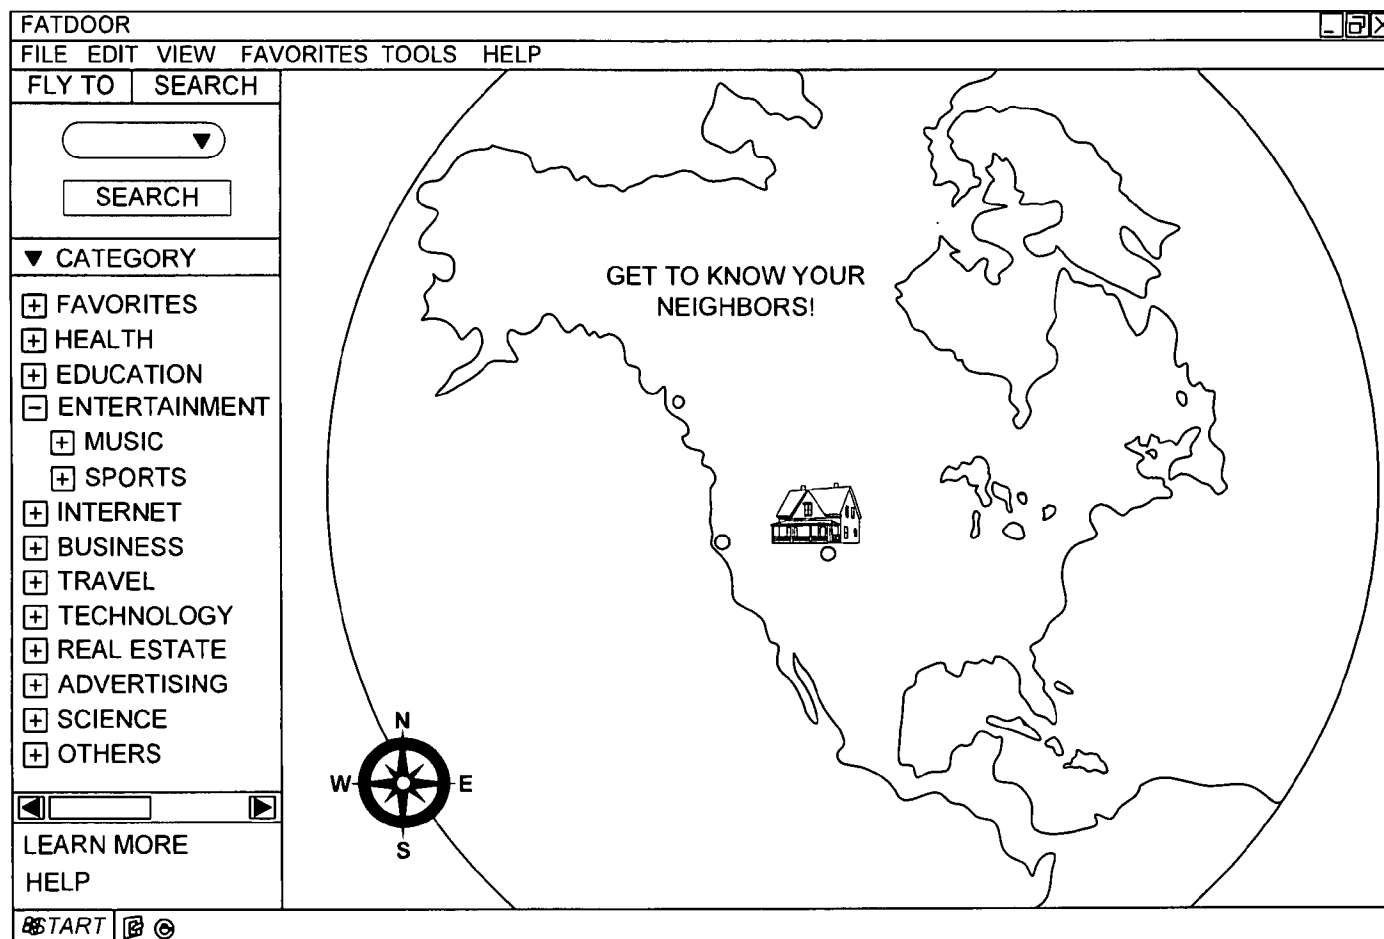 FATDOOR
FILE EDIT VIEW FAVORITES TOOLS HELP
FLY TO SEARCH
SEARCH
CATEGORY
FAVORITES
HEALTH
EDUCATION
ENTERTAINMENT
MUSIC
SPORTS
INTERNET
BUSINESS
TRAVEL
TECHNOLOGY
REAL ESTATE
ADVERTISING
SCIENCE
OTHERS
LEARN MORE
HELP
START
GET TO KNOW YOUR
NEIGHBORS!
N
W E
S